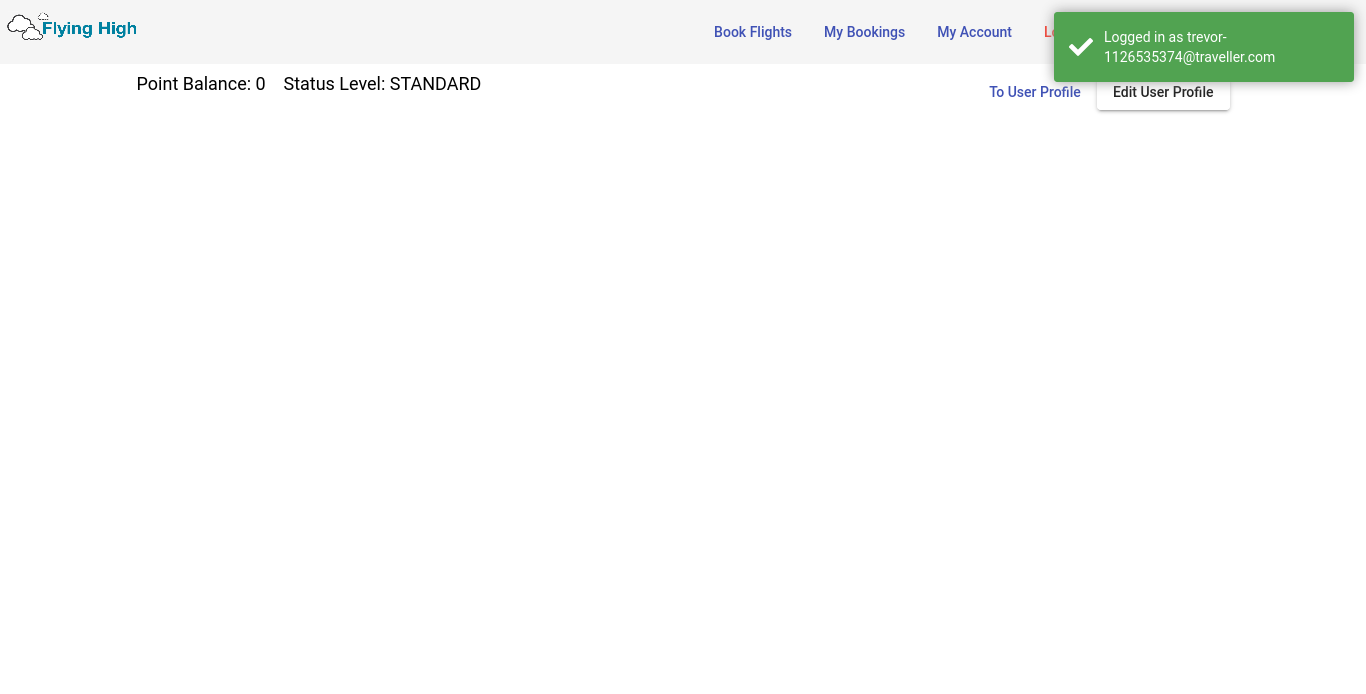 Flying High
Book Flights
My Bookings
My Account
Logged in as trevor-
1126535374@traveller.com
Point Balance: 0
Status Level: STANDARD
To User Profile
Edit User Profile